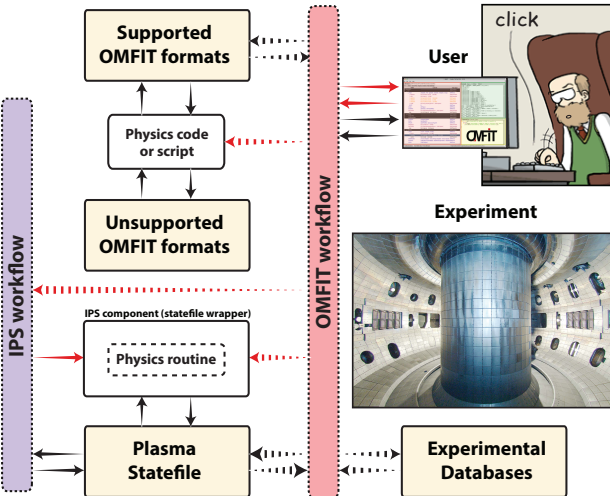 Supported
OMFIT formats
click
User
OMFIT
Physics code
or script
Unsupported
OMFIT formats
Experiment
IPS workflow
OMFIT workflow
IPS component (statefile wrapper)
Physics routine
Plasma
Statefile
Experimental
Databases